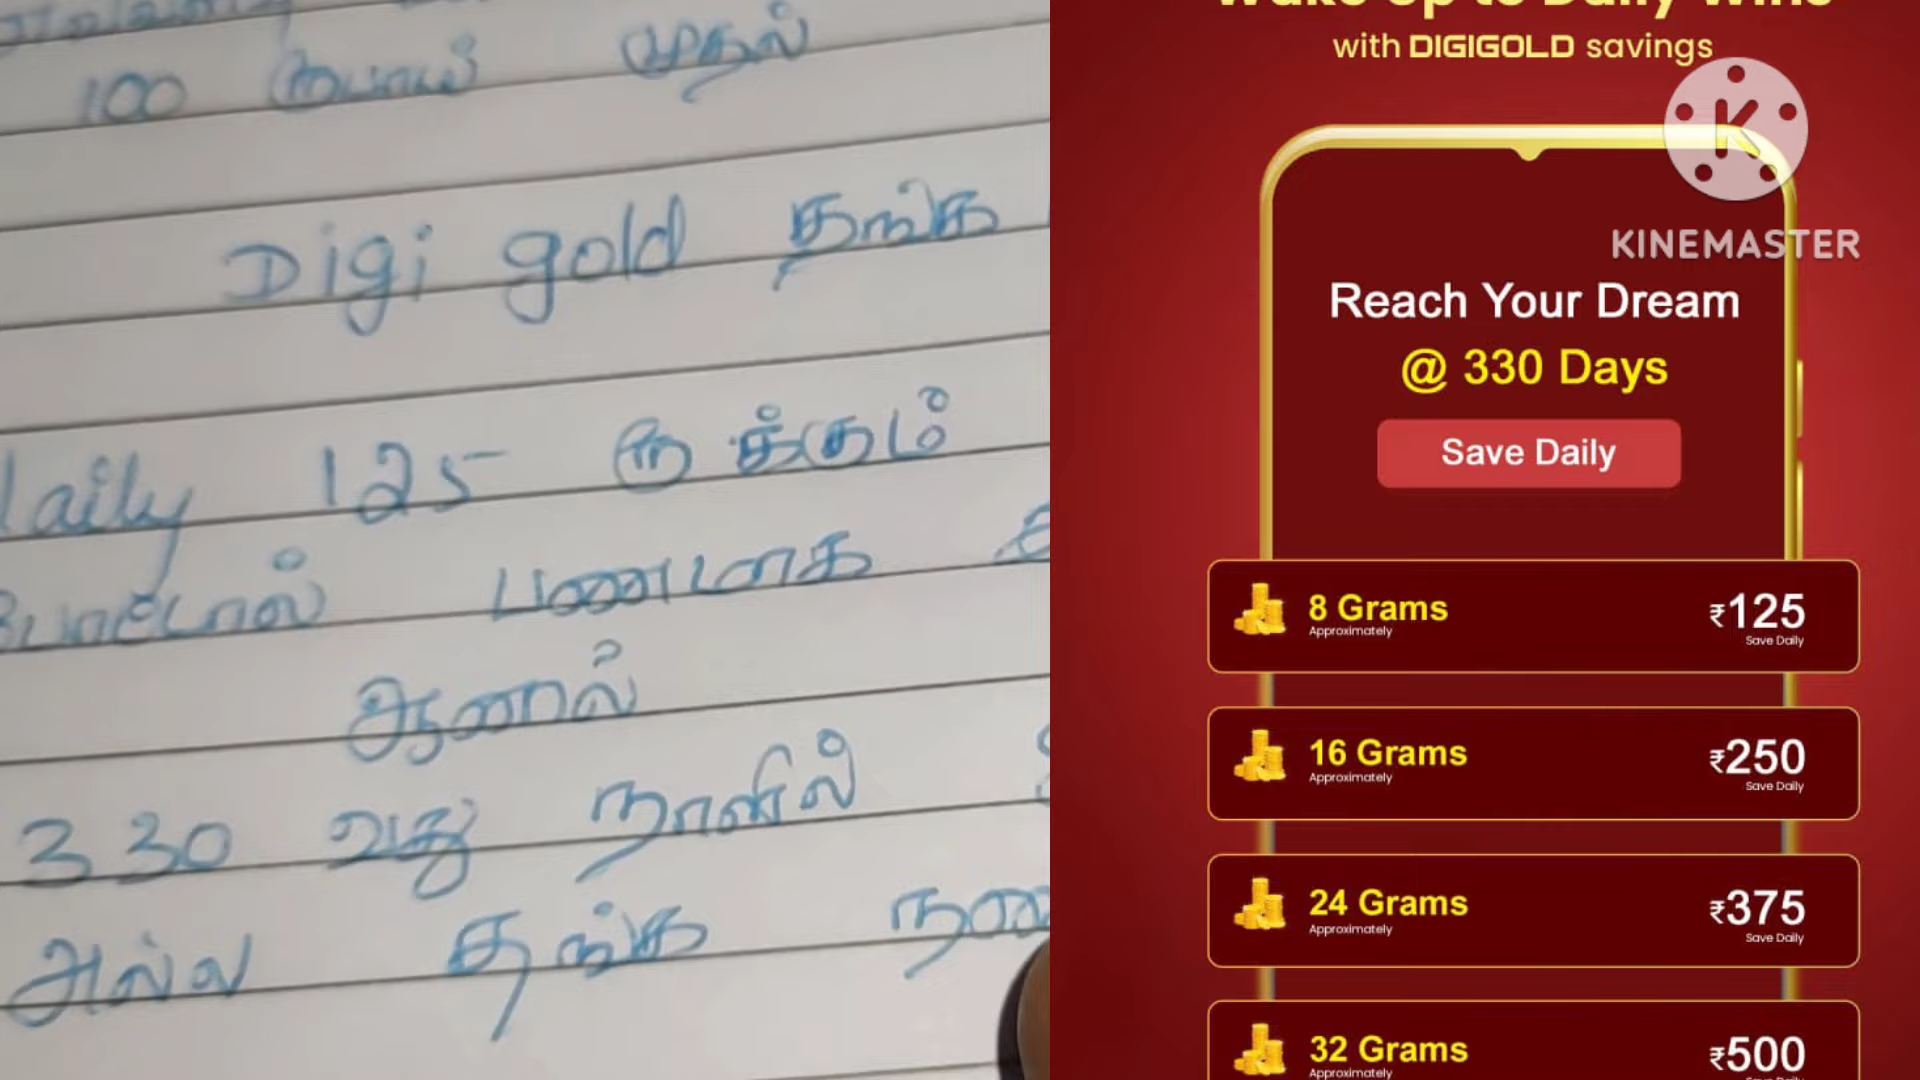 100 ரூபாய் முதல்
Digi gold தங்க
daily 125 ரூ க்கும்
போட்டால் பணமாக
ஆனால்
330 வது நாளில்
அல்ல தங்க
with DIGIGOLD savings
KINEMASTER
Reach Your Dream
@ 330 Days
Save Daily
8 Grams ₹125
Approximately Save Daily
16 Grams ₹250
Approximately Save Daily
24 Grams ₹375
Approximately Save Daily
32 Grams ₹500
Approximately